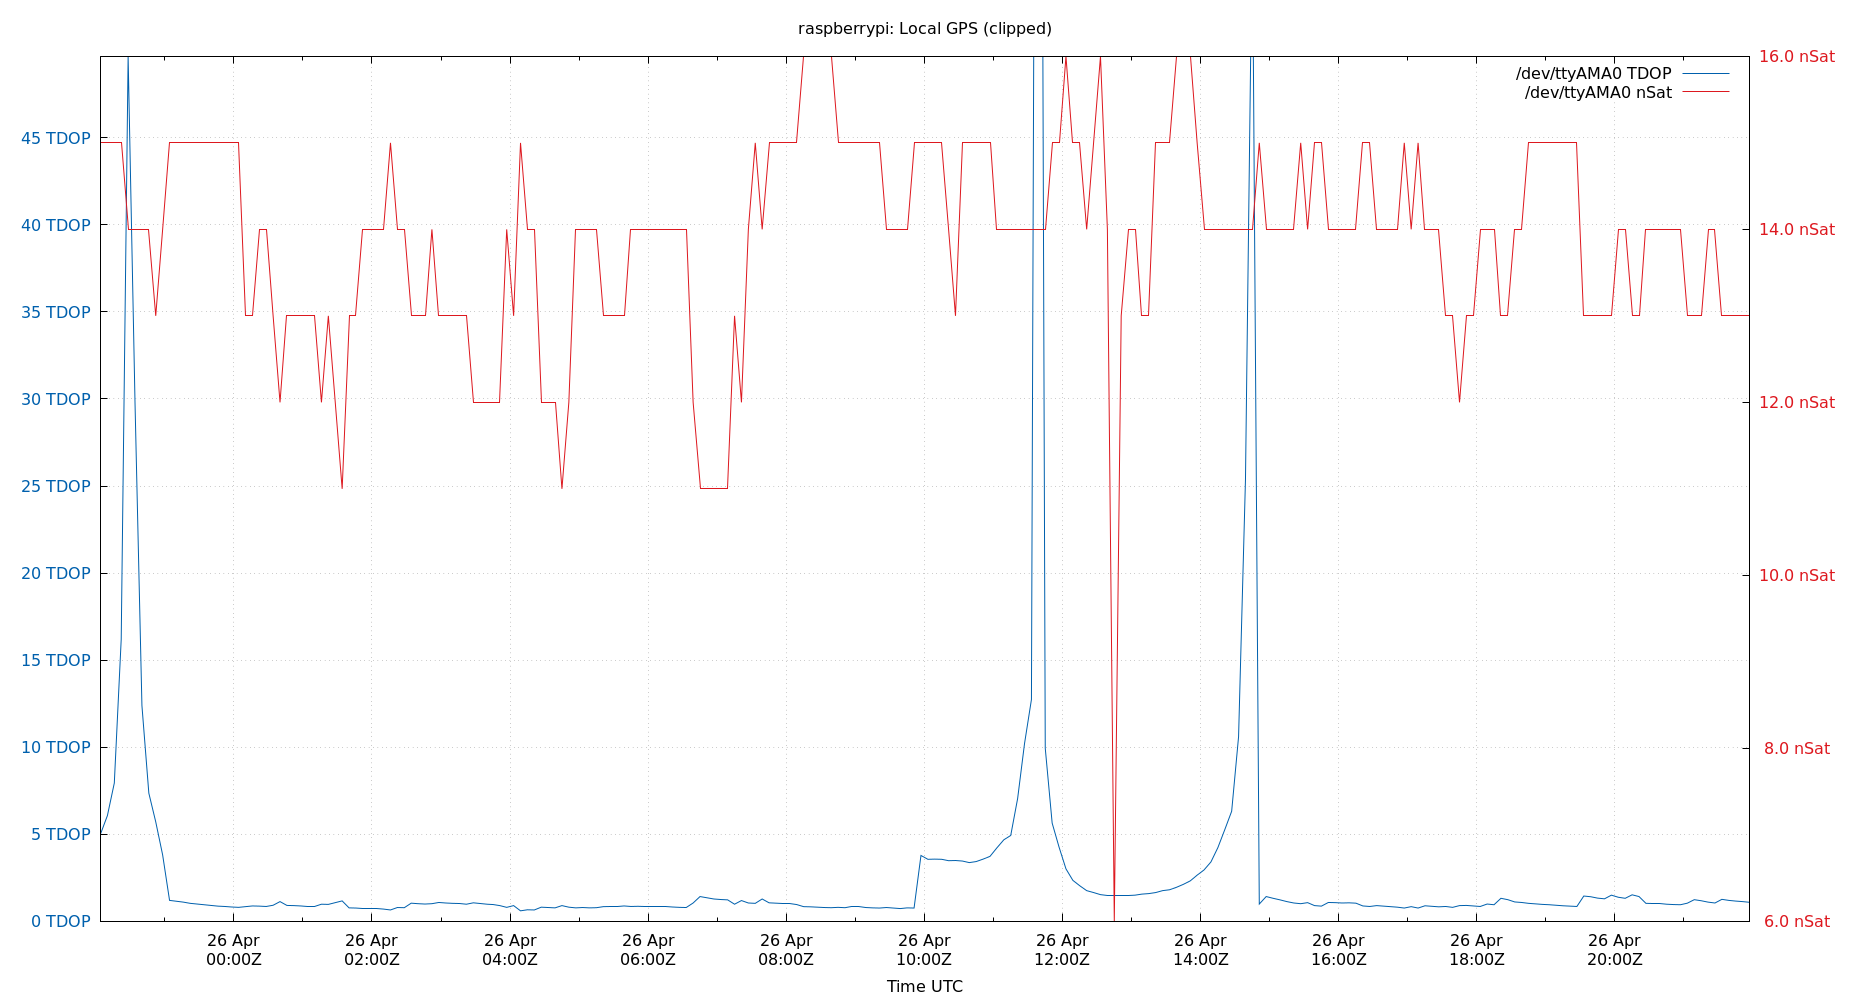 raspberrypi: Local GPS (clipped)
/dev/ttyAMA0 TDOP
/dev/ttyAMA0 nSat
45 TDOP
40 TDOP
35 TDOP
30 TDOP
25 TDOP
20 TDOP
15 TDOP
10 TDOP
5 TDOP
0 TDOP
16.0 nSat
14.0 nSat
12.0 nSat
10.0 nSat
8.0 nSat
6.0 nSat
26 Apr 26 Apr 26 Apr 26 Apr 26 Apr 26 Apr 26 Apr 26 Apr 26 Apr 26 Apr 26 Apr
00:00Z 02:00Z 04:00Z 06:00Z 08:00Z 10:00Z 12:00Z 14:00Z 16:00Z 18:00Z 20:00Z
Time UTC